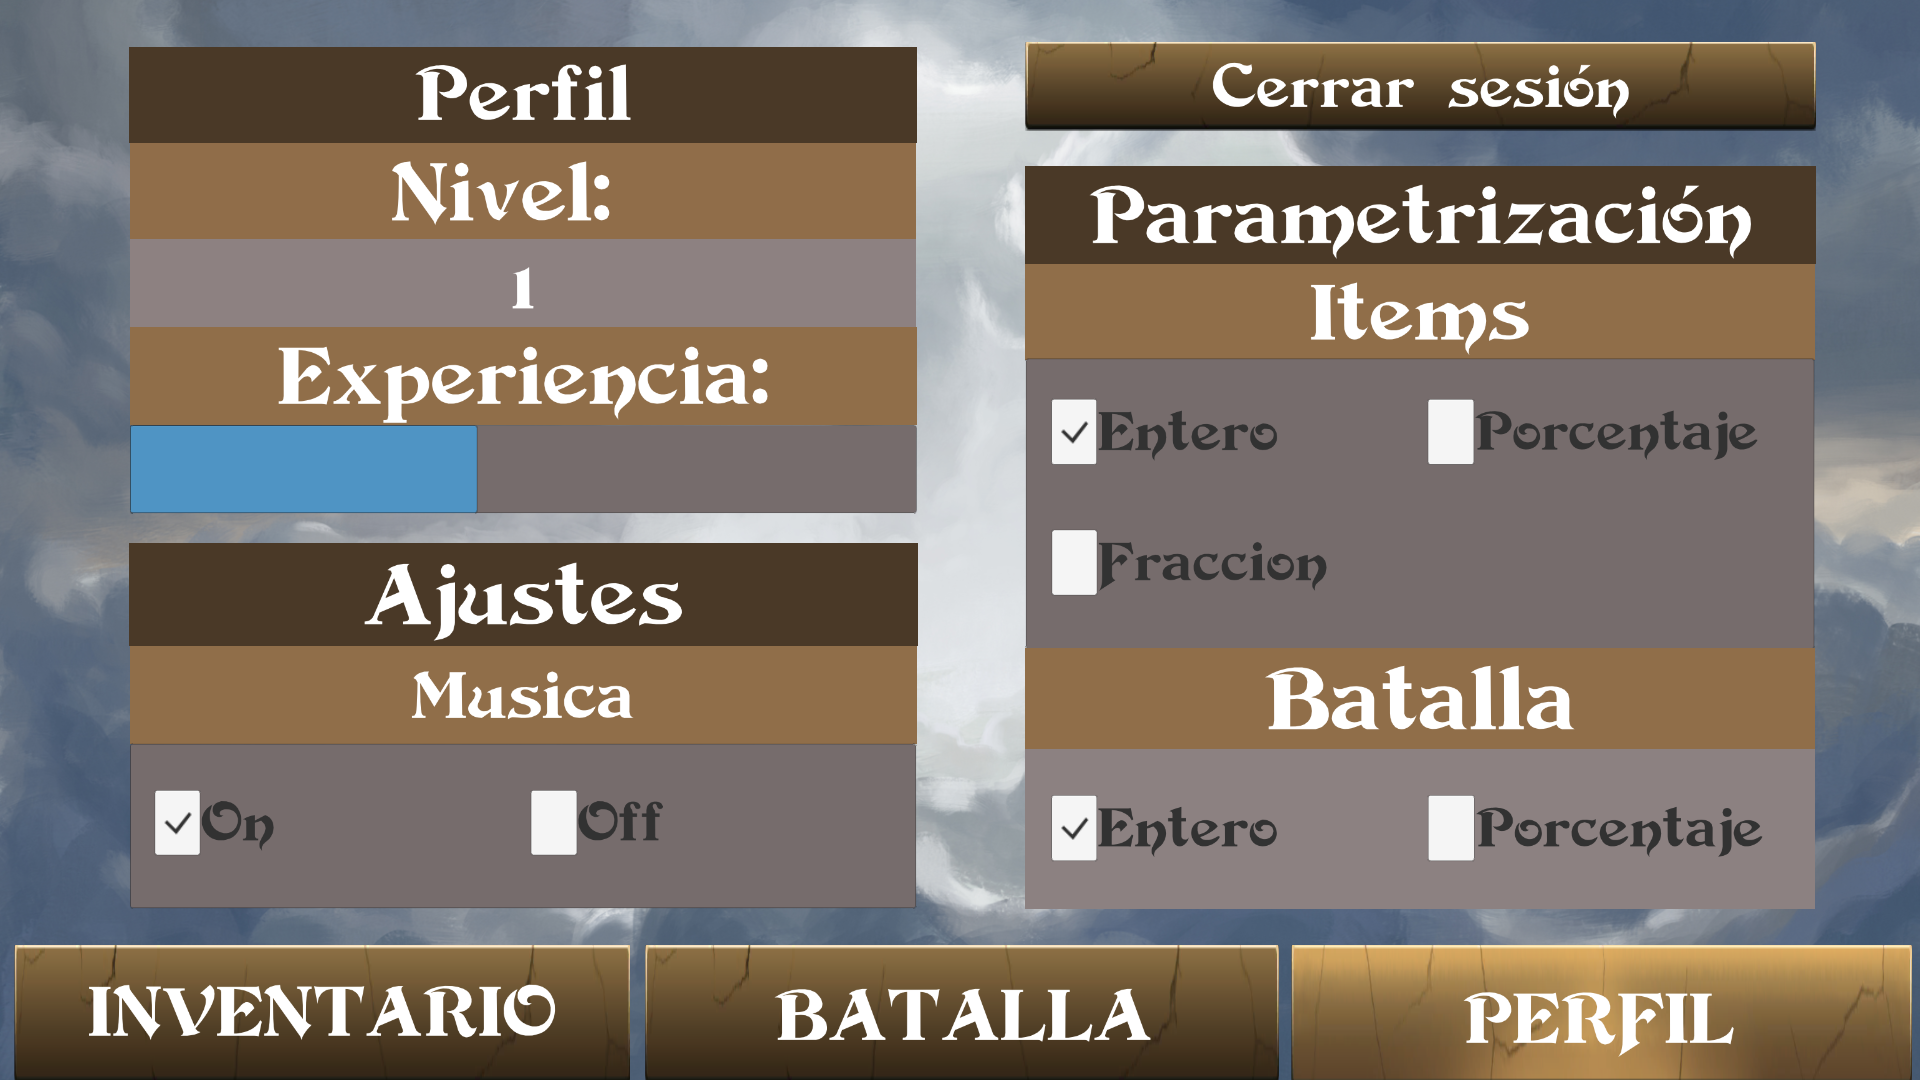 Perfil
Nivel:
1
Experiencia:
Ajustes
Musica
On
Off
Cerrar sesión
Parametrización
Items
Entero
Porcentaje
Fraccion
Batalla
Entero
Porcentaje
INVENTARIO
BATALLA
PERFIL